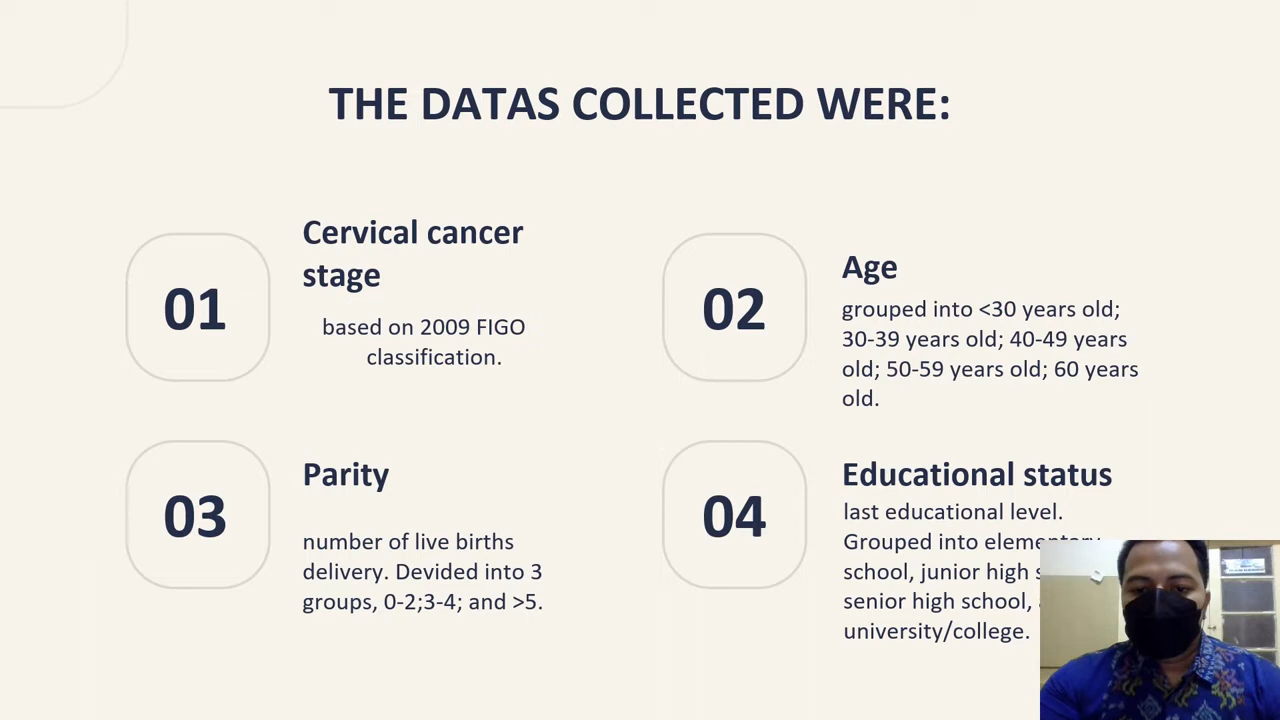 THE DATAS COLLECTED WERE:
01
Cervical cancer
stage
based on 2009 FIGO
classification.
02
Age
grouped into <30 years old;
30-39 years old; 40-49 years
old; 50-59 years old; 60 years
old.
03
Parity
number of live births
delivery. Devided into 3
groups, 0-2;3-4; and >5.
04
Educational status
last educational level.
Grouped into elementary
school, junior high
senior high school,
university/college.